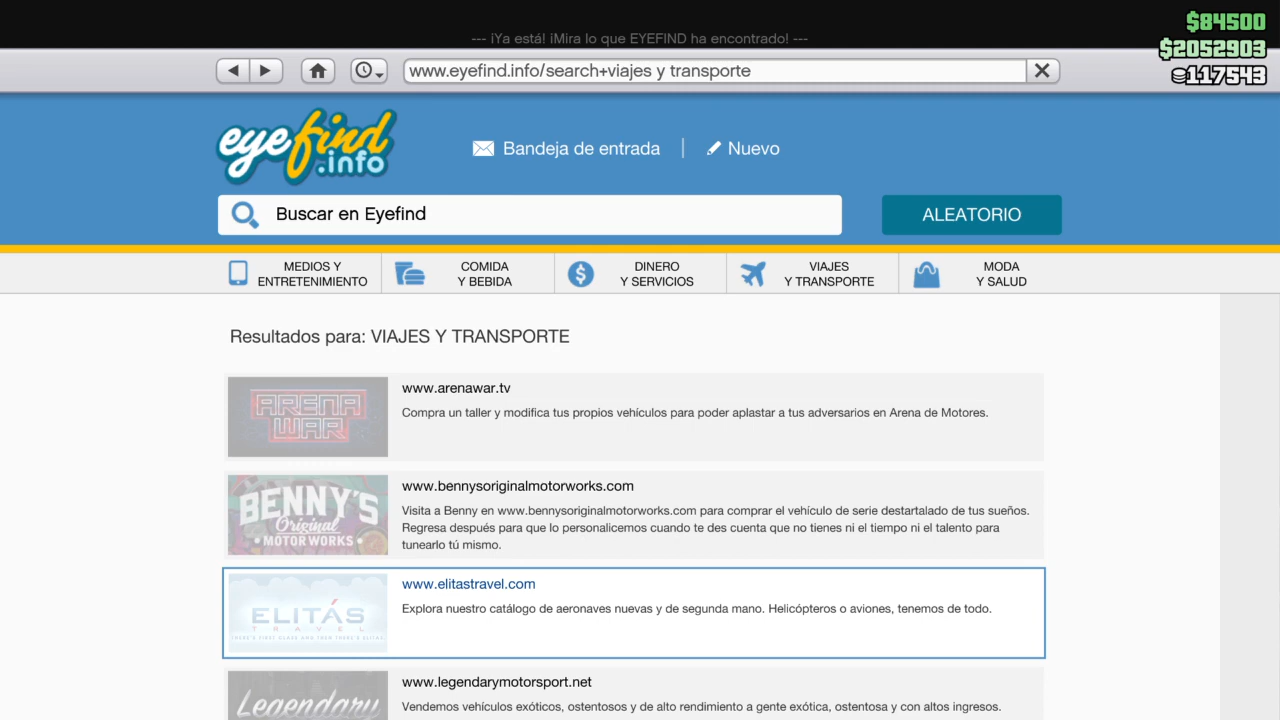 --- ¡Ya está! ¡Mira lo que EYEFIND ha encontrado! ---
$84500
$2052903
117543
www.eyefind.info/search+viajes y transporte
eyefind
.info
Bandeja de entrada
Nuevo
Buscar en Eyefind
ALEATORIO
MEDIOS Y
ENTRETENIMIENTO
COMIDA
Y BEBIDA
DINERO
Y SERVICIOS
VIAJES
Y TRANSPORTE
MODA
Y SALUD
Resultados para: VIAJES Y TRANSPORTE
ARENA
WAR
www.arenawar.tv
Compra un taller y modifica tus propios vehículos para poder aplastar a tus adversarios en Arena de Motores.
BENNY'S
Original
• MOTOR WORKS •
www.bennysoriginalmotorworks.com
Visita a Benny en www.bennysoriginalmotorworks.com para comprar el vehículo de serie destartalado de tus sueños.
Regresa después para que lo personalicemos cuando te des cuenta que no tienes ni el tiempo ni el talento para
tunearlo tú mismo.
ELITÁS
TRAVEL
THERE'S FIRST CLASS AND THEN THERE'S ELITAS
www.elitastravel.com
Explora nuestro catálogo de aeronaves nuevas y de segunda mano. Helicópteros o aviones, tenemos de todo.
Legendary
www.legendarymotorsport.net
Vendemos vehículos exóticos, ostentosos y de alto rendimiento a gente exótica, ostentosa y con altos ingresos.